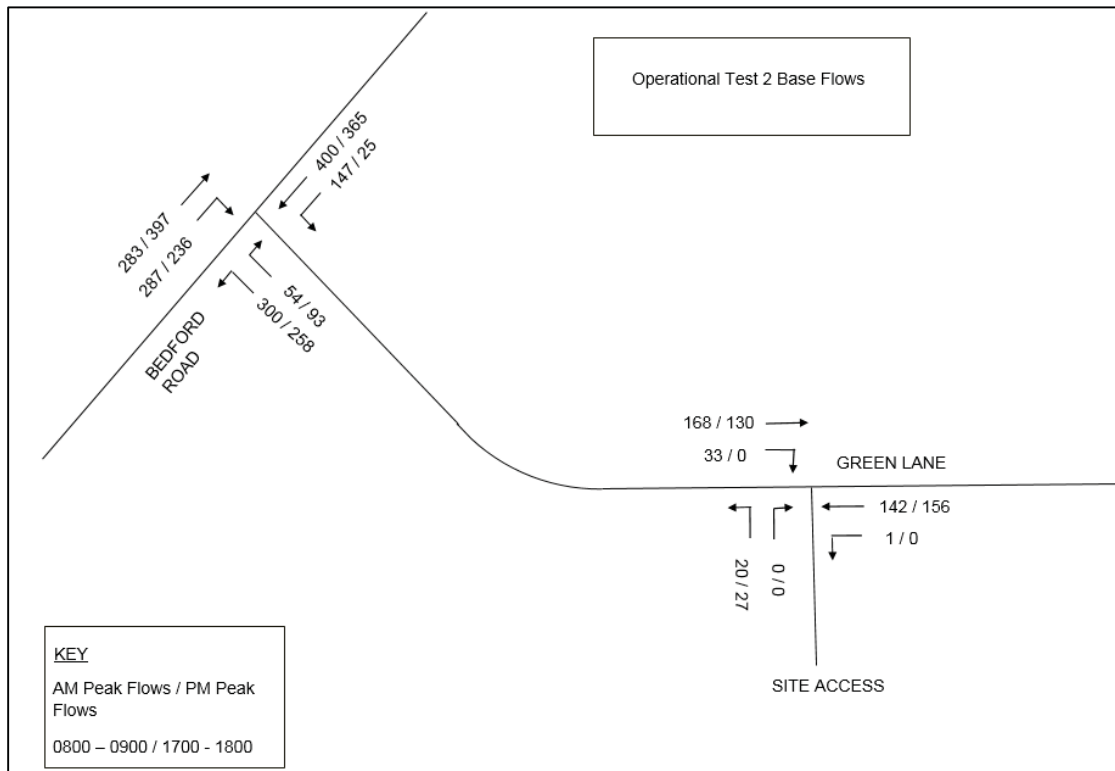 Operational Test 2 Base Flows
400 / 365
147 / 25
283 / 397
287 / 236
54 / 93
300 / 258
BEDFORD
ROAD
168 / 130
33 / 0
GREEN LANE
142 / 156
1 / 0
20 / 27
0 / 0
SITE ACCESS
KEY
AM Peak Flows / PM Peak
Flows
0800 – 0900 / 1700 - 1800